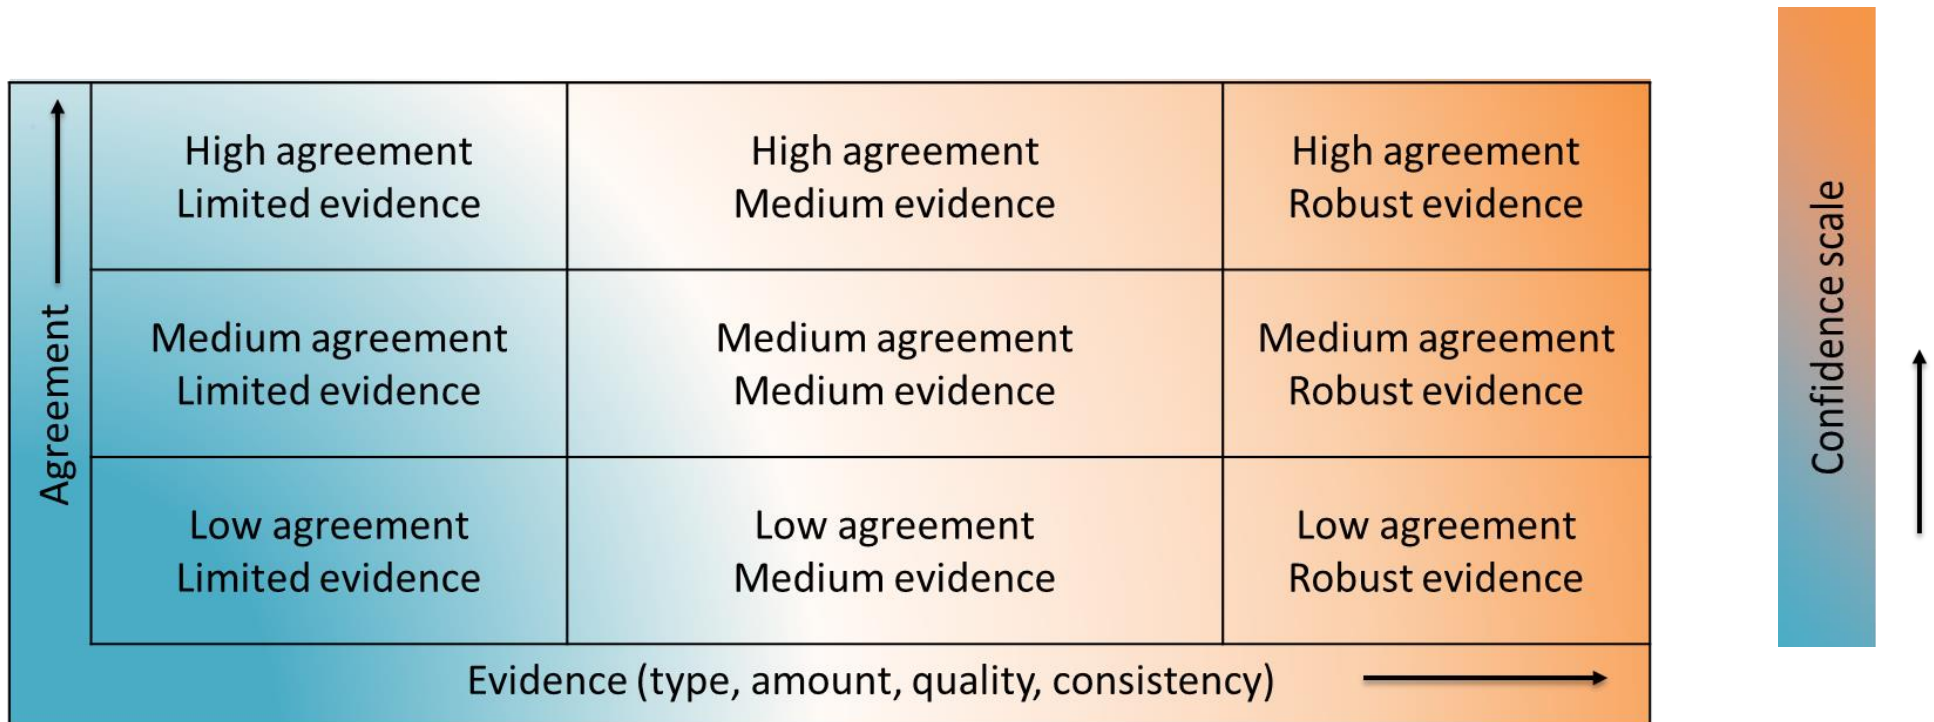 High agreement
Limited evidence
High agreement
Medium evidence
High agreement
Robust evidence
Medium agreement
Limited evidence
Medium agreement
Medium evidence
Medium agreement
Robust evidence
Low agreement
Limited evidence
Low agreement
Medium evidence
Low agreement
Robust evidence
Agreement
Evidence (type, amount, quality, consistency)
Confidence scale